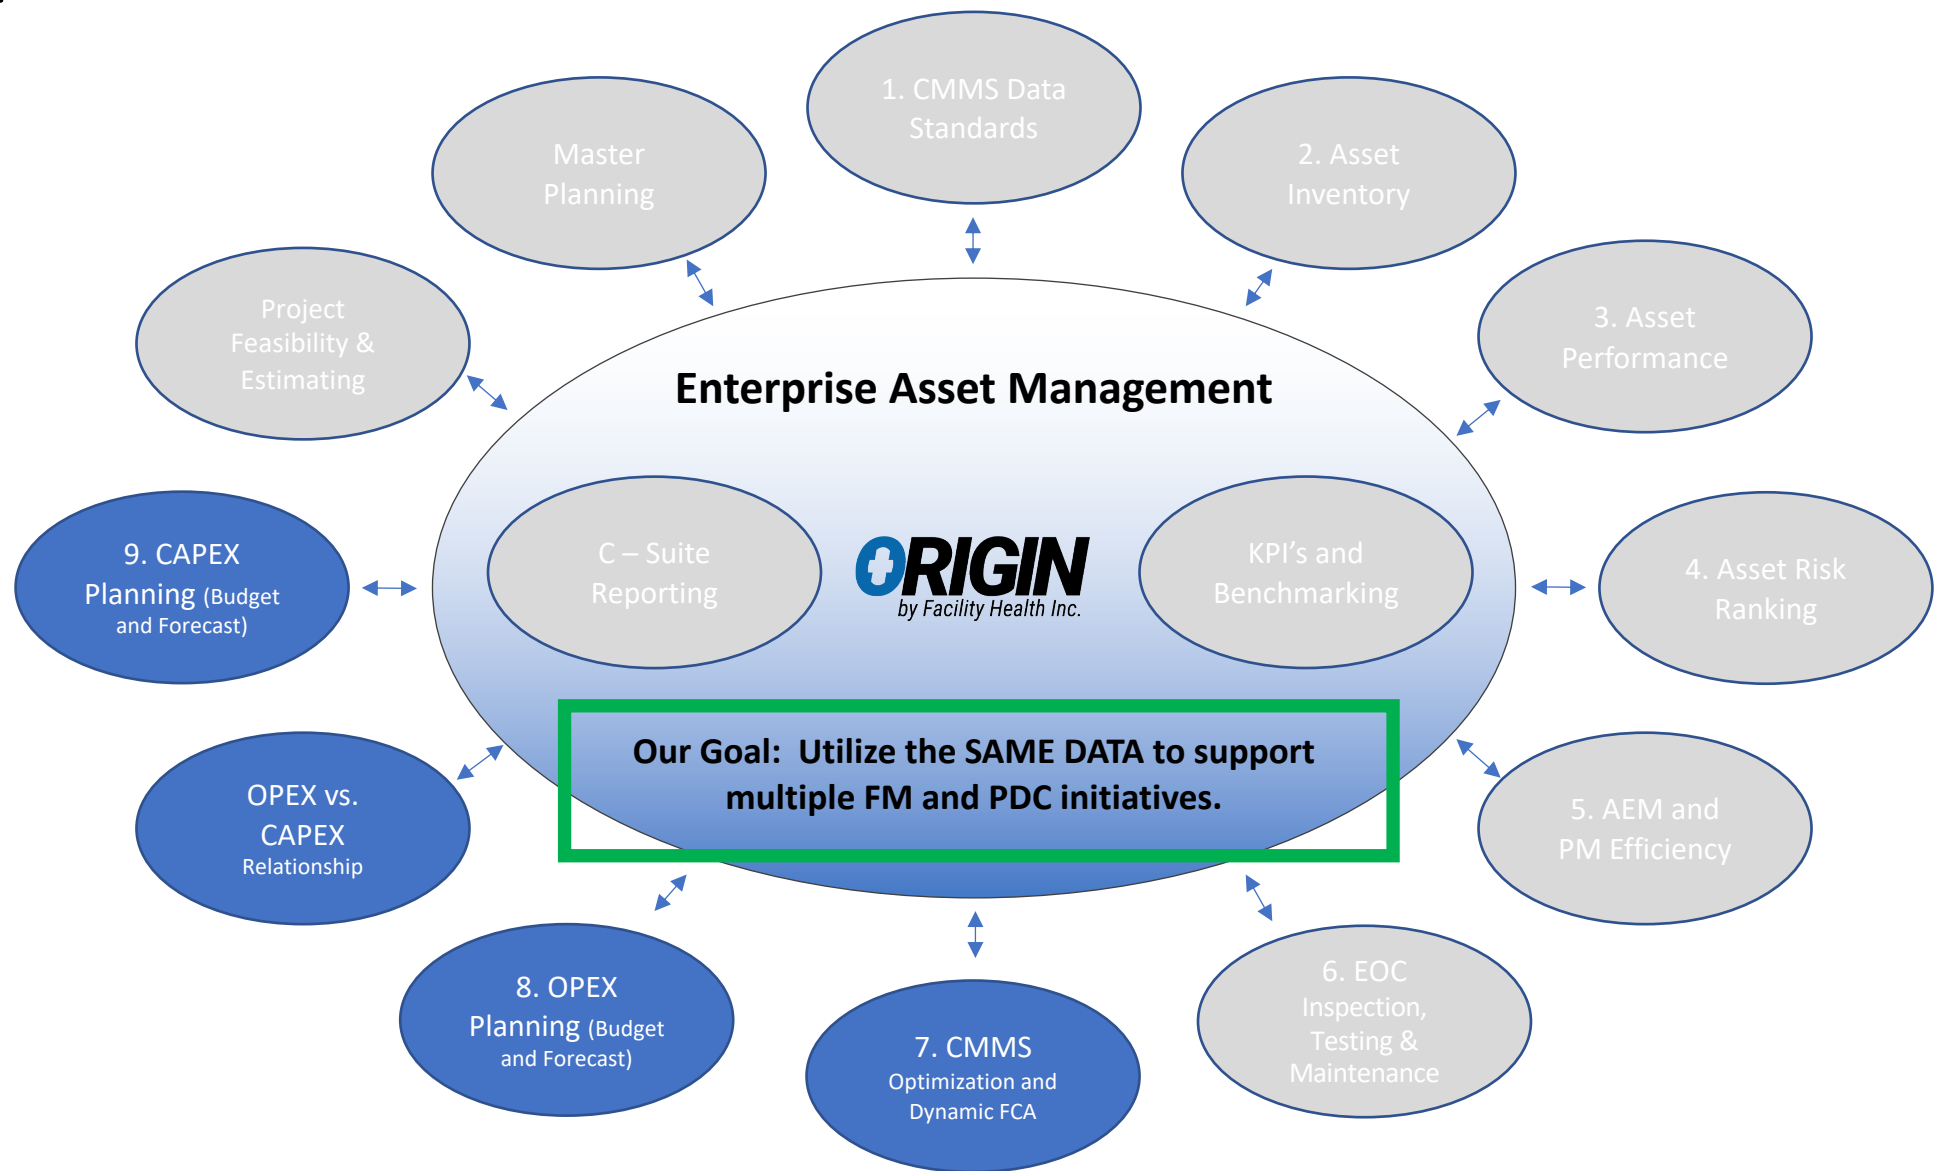 1. CMMS Data
Standards
Master
Planning
2. Asset
Inventory
Project
Feasibility &
Estimating
3. Asset
Performance
Enterprise Asset Management
9. CAPEX
Planning (Budget
and Forecast)
C – Suite
Reporting
ORIGIN
by Facility Health Inc.
KPI's and
Benchmarking
4. Asset Risk
Ranking
Our Goal:  Utilize the SAME DATA to support
multiple FM and PDC initiatives.
OPEX vs.
CAPEX
Relationship
5. AEM and
PM Efficiency
8. OPEX
Planning (Budget
and Forecast)
7. CMMS
Optimization and
Dynamic FCA
6. EOC
Inspection,
Testing &
Maintenance